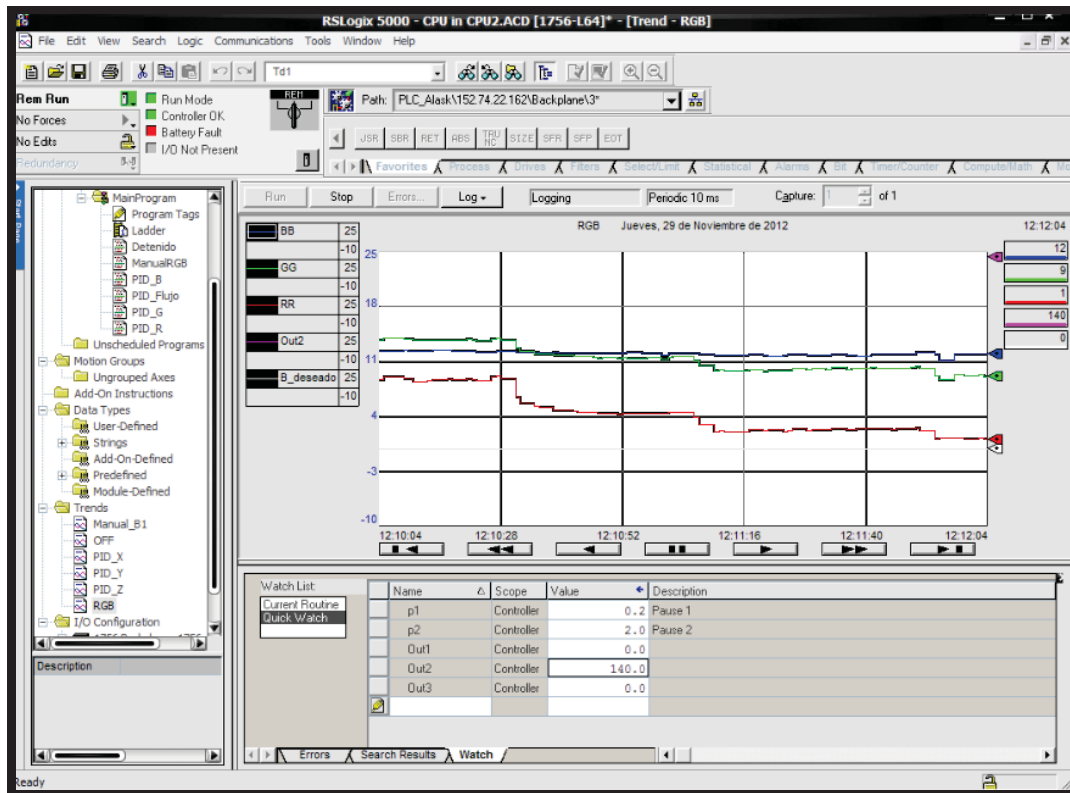 RSLogix 5000 - CPU in CPU2.ACD [1756-L64]* - [Trend - RGB]
File Edit View Search Logic Communications Tools Window Help
Td1
Rem Run
No Forces
No Edits
Redundancy
Run Mode
Controller OK
Battery Fault
I/O Not Present
REM
Path: PLC_Alask\152.74.22.162\Backplane\3*
JSR SBR RET ABS TRUNC SIZE SFR SFP EOT
Favorites Process Drives Filters Select/Limit Statistical Alarms Bit Timer/Counter Compute/Math
MainProgram
Program Tags
Ladder
Detenido
ManualRGB
PID_B
PID_Flujo
PID_G
PID_R
Unscheduled Programs
Motion Groups
Ungrouped Axes
Add-On Instructions
Data Types
User-Defined
Strings
Add-On-Defined
Predefined
Module-Defined
Trends
Manual_B1
OFF
PID_X
PID_Y
PID_Z
RGB
I/O Configuration
Description
Run Stop Errors... Log Logging Periodic 10 ms Capture: 1 of 1
RGB Jueves, 29 de Noviembre de 2012 12:12:04
BB 25
-10
GG 25
-10
RR 25
-10
Out2 25
-10
B_deseado 25
-10
25
18
11
4
-3
-10
12
9
1
140
0
12:10:04 12:10:28 12:10:52 12:11:16 12:11:40 12:12:04
Watch List:
Current Routine
Quick Watch
Name Scope Value Description
p1 Controller 0.2 Pause 1
p2 Controller 2.0 Pause 2
Out1 Controller 0.0
Out2 Controller 140.0
Out3 Controller 0.0
Errors Search Results Watch
Ready